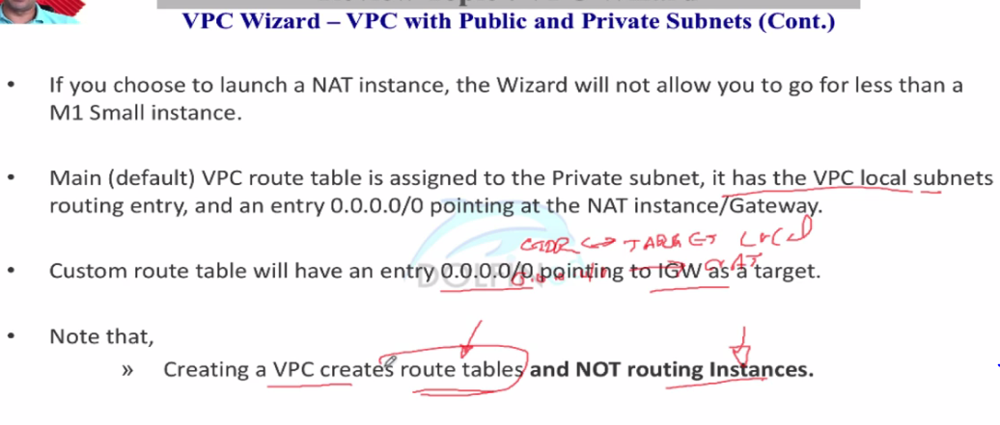 VPC Wizard – VPC with Public and Private Subnets (Cont.)
• If you choose to launch a NAT instance, the Wizard will not allow you to go for less than a
M1 Small instance.
• Main (default) VPC route table is assigned to the Private subnet, it has the VPC local subnets
routing entry, and an entry 0.0.0.0/0 pointing at the NAT instance/Gateway.
CIDR TARGET Local
• Custom route table will have an entry 0.0.0.0/0 pointing to IGW as a target.
NAT
• Note that,
» Creating a VPC creates route tables and NOT routing Instances.